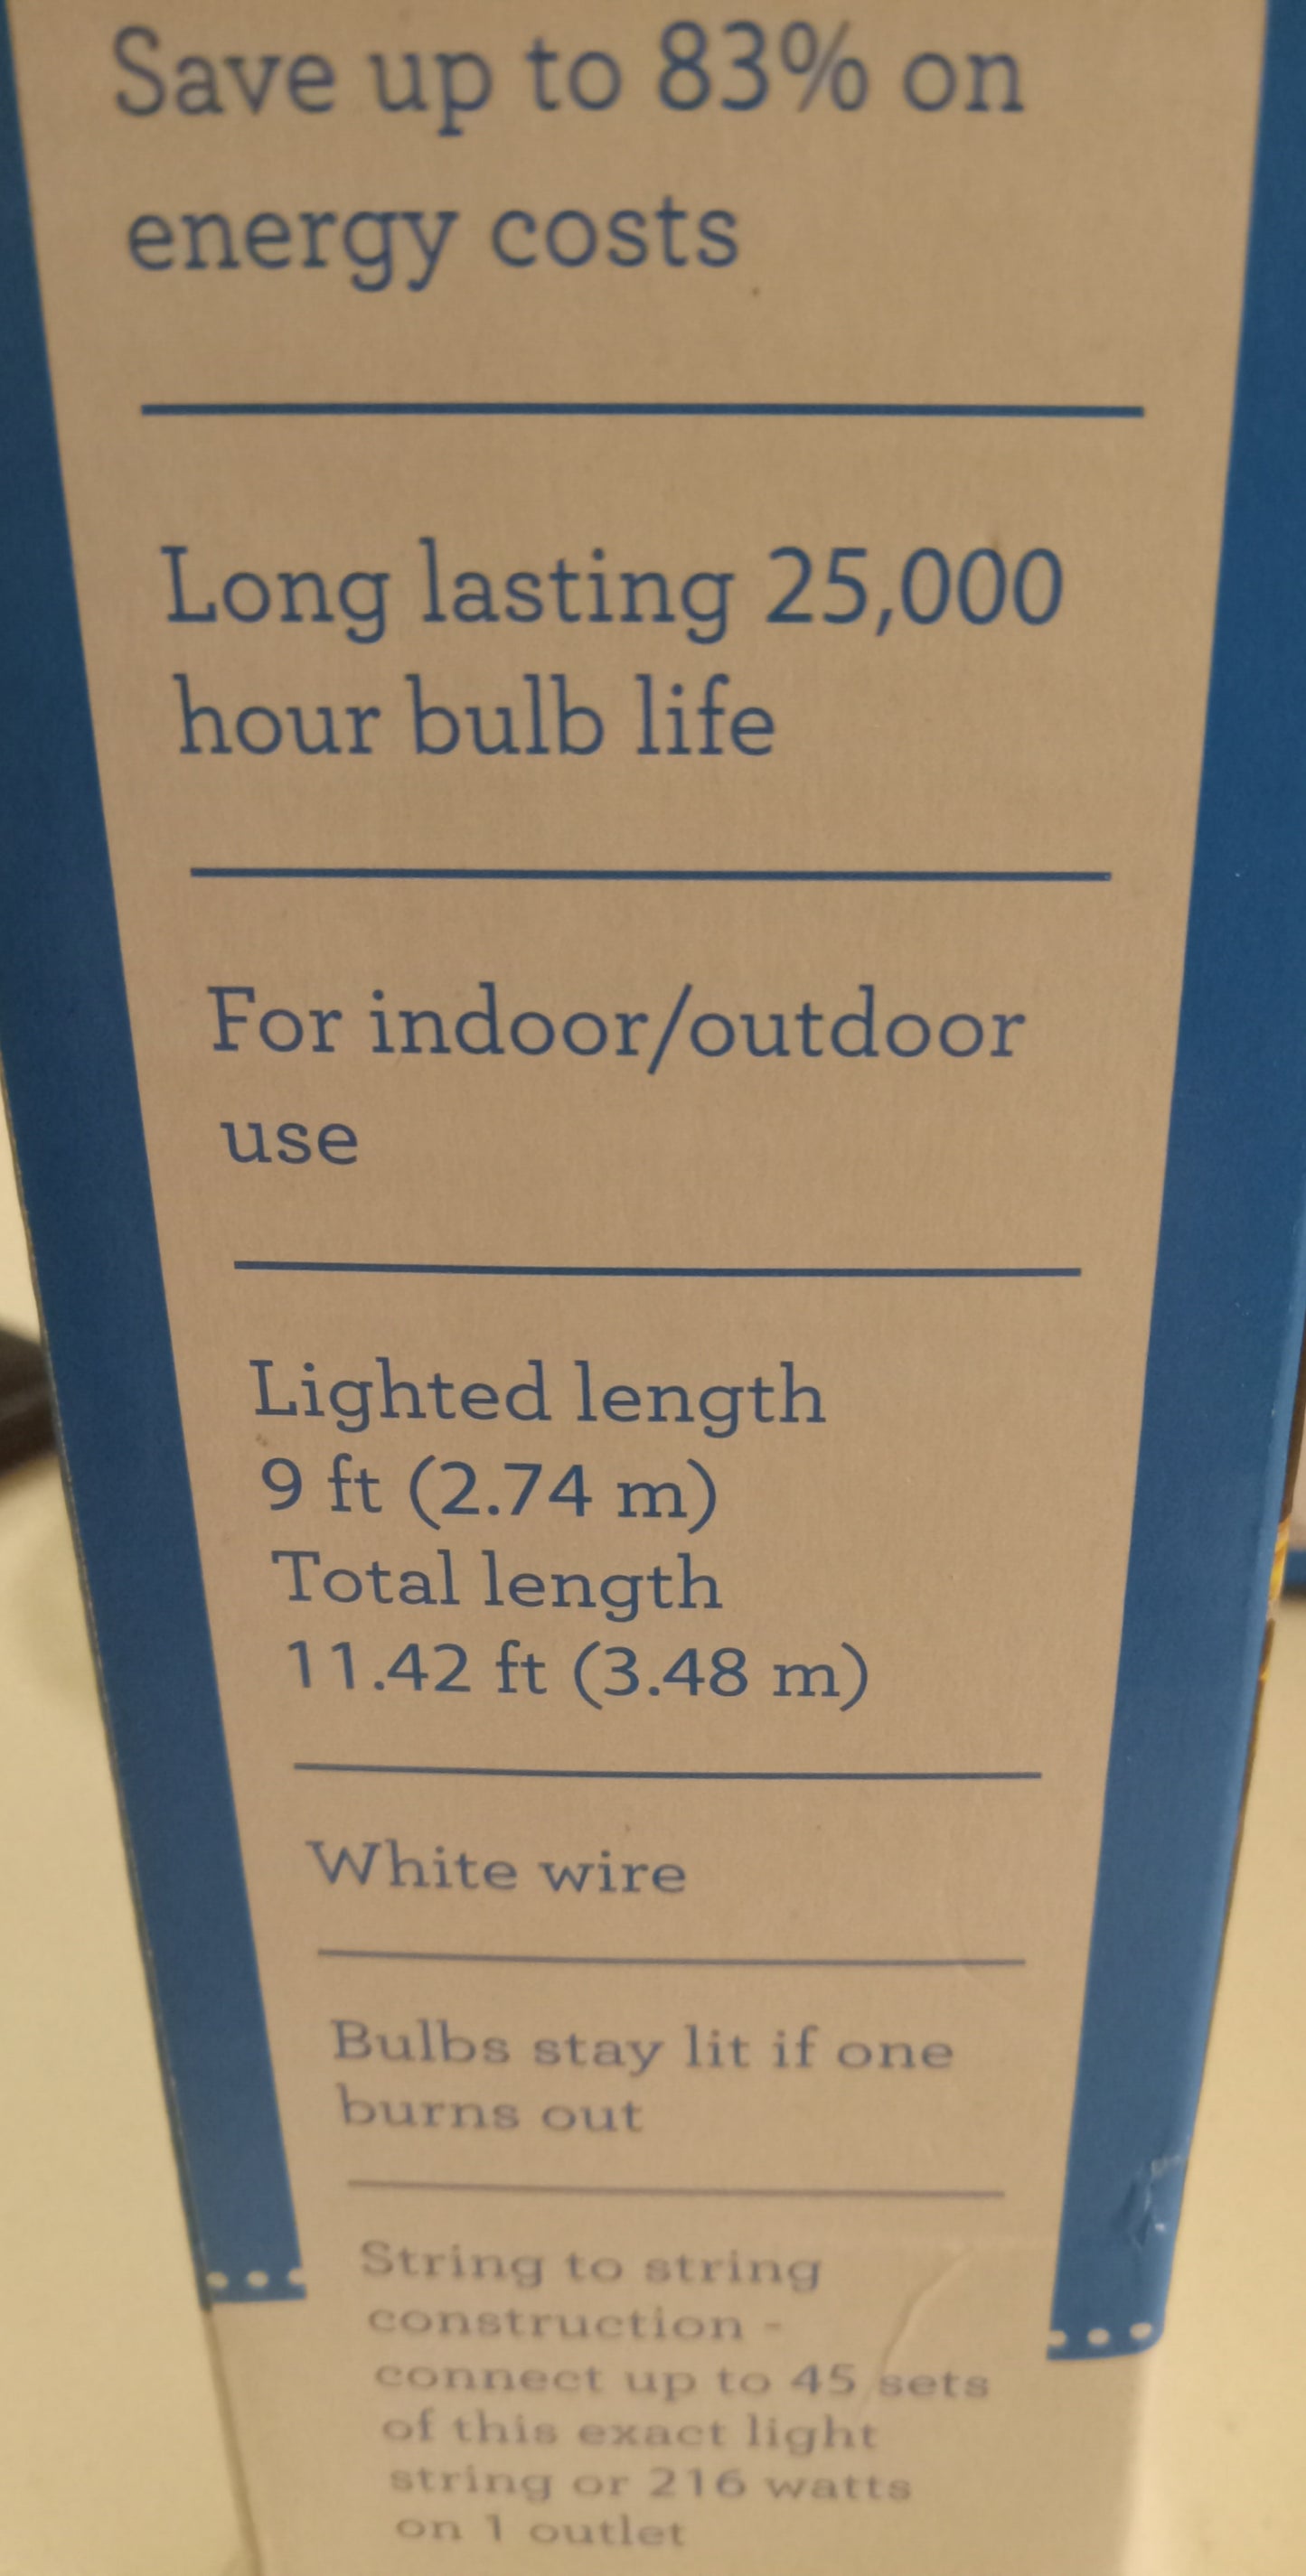 Save up to 83% on
energy costs
Long lasting 25,000
hour bulb life
For indoor/outdoor
use
Lighted length
9 ft (2.74 m)
Total length
11.42 ft (3.48 m)
White wire
Bulbs stay lit if one
burns out
String to string
construction -
connect up to 45 sets
of this exact light
string or 216 watts
on 1 outlet